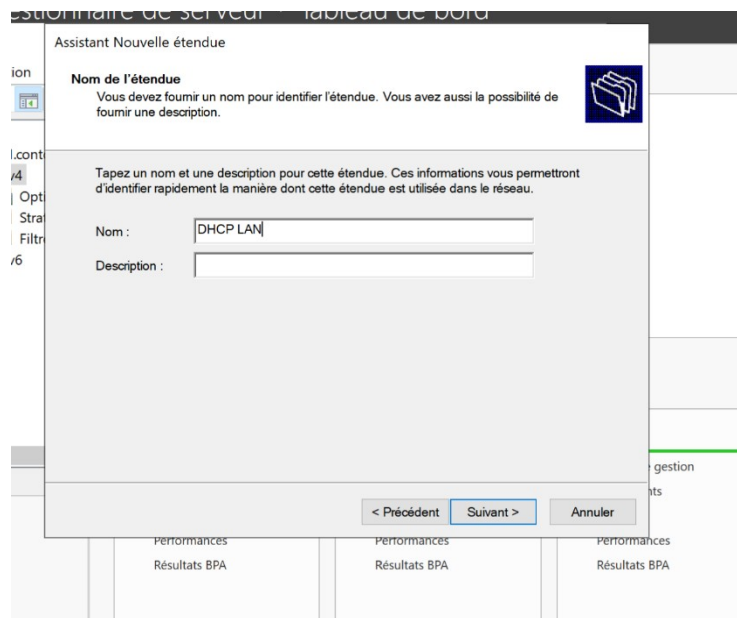 Assistant Nouvelle étendue
Nom de l'étendue
Vous devez fournir un nom pour identifier l'étendue. Vous avez aussi la possibilité de
fournir une description.
Tapez un nom et une description pour cette étendue. Ces informations vous permettront
d'identifier rapidement la manière dont cette étendue est utilisée dans le réseau.
Nom :
DHCP LAN
Description :
< Précédent
Suivant >
Annuler
gestion
Performances
Performances
Performances
Résultats BPA
Résultats BPA
Résultats BPA